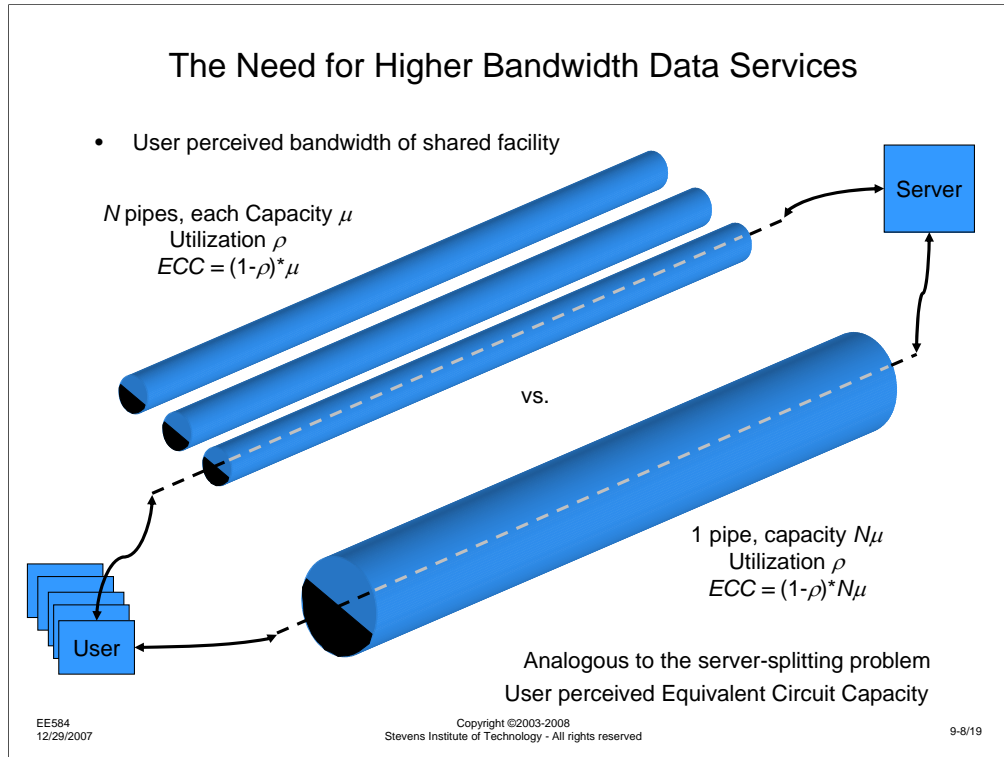 The Need for Higher Bandwidth Data Services
• User perceived bandwidth of shared facility
N pipes, each Capacity μ
Utilization ρ
ECC = (1-ρ)*μ
Server
vs.
1 pipe, capacity Nμ
Utilization ρ
ECC = (1-ρ)*Nμ
User
Analogous to the server-splitting problem
User perceived Equivalent Circuit Capacity
EE584
12/29/2007
Copyright ©2003-2008
Stevens Institute of Technology - All rights reserved
9-8/19